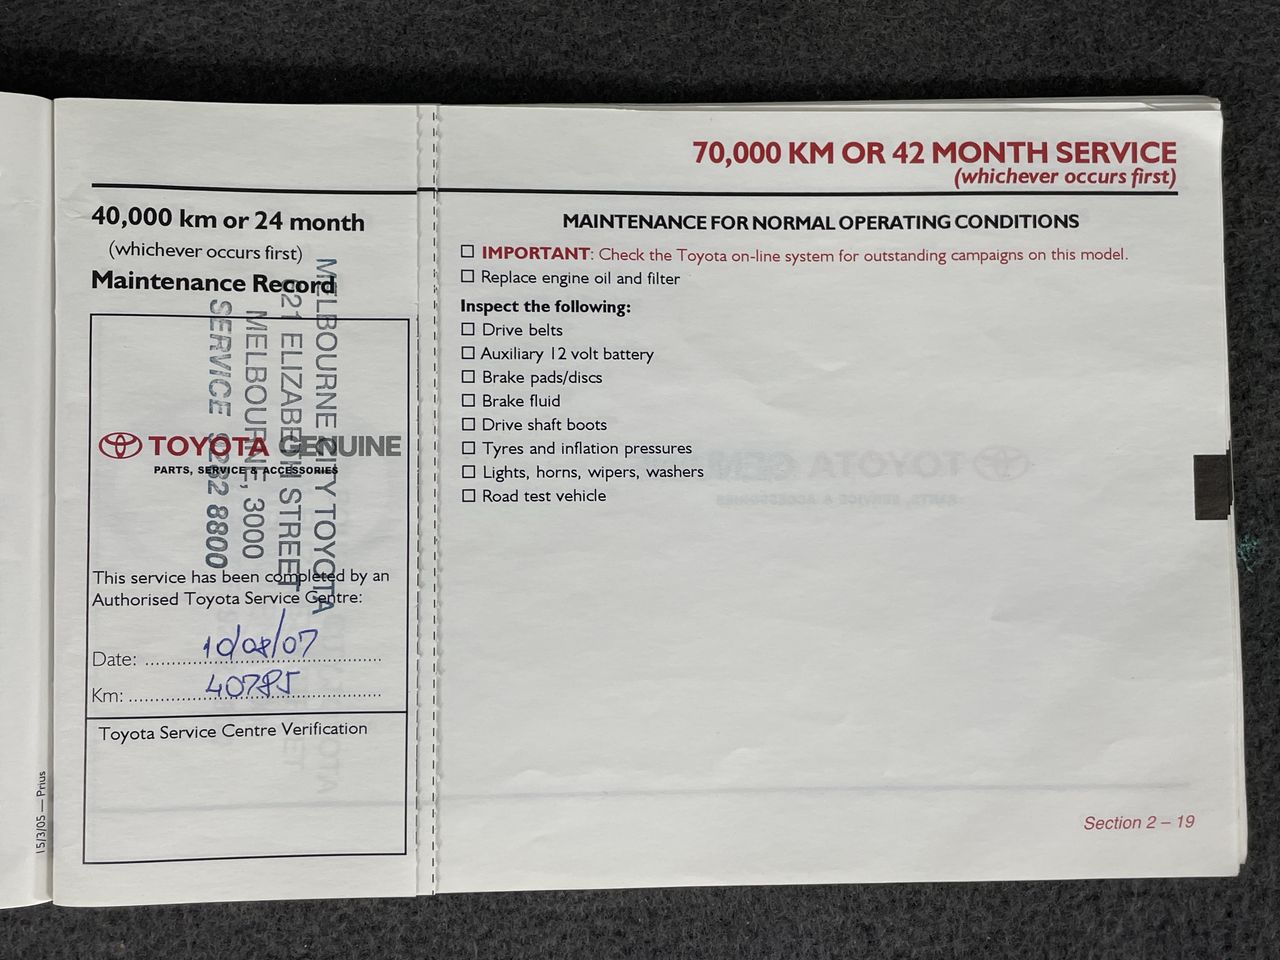 40,000 km or 24 month
(whichever occurs first)
Maintenance Record
MELBOURNE CITY TOYOTA
621 ELIZABETH STREET
MELBOURNE, 3000
SERVICE 9282 8800
TOYOTA GENUINE
PARTS, SERVICE & ACCESSORIES
This service has been completed by an
Authorised Toyota Service Centre:
Date: 10/08/07
Km: 40785
Toyota Service Centre Verification
15/3/05 — Prius
70,000 KM OR 42 MONTH SERVICE
(whichever occurs first)
MAINTENANCE FOR NORMAL OPERATING CONDITIONS
IMPORTANT: Check the Toyota on-line system for outstanding campaigns on this model.
Replace engine oil and filter
Inspect the following:
Drive belts
Auxiliary 12 volt battery
Brake pads/discs
Brake fluid
Drive shaft boots
Tyres and inflation pressures
Lights, horns, wipers, washers
Road test vehicle
Section 2 – 19